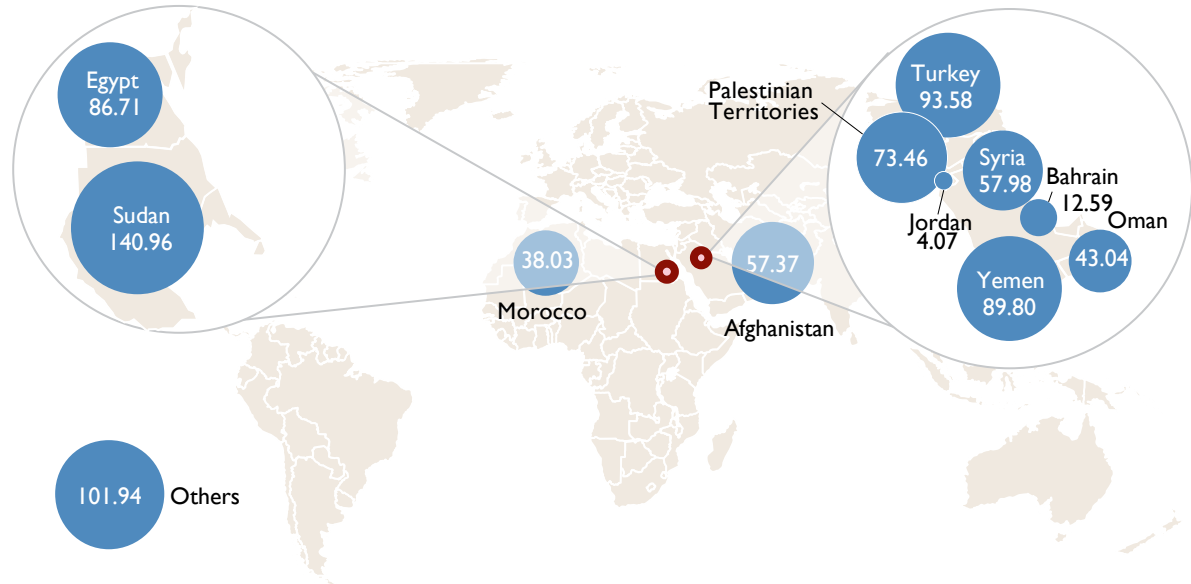 Egypt
86.71
Sudan
140.96
Palestinian
Territories
73.46
Turkey
93.58
Syria
57.98
Bahrain
12.59
Jordan
4.07
Oman
43.04
Yemen
89.80
38.03
Morocco
57.37
Afghanistan
101.94 Others